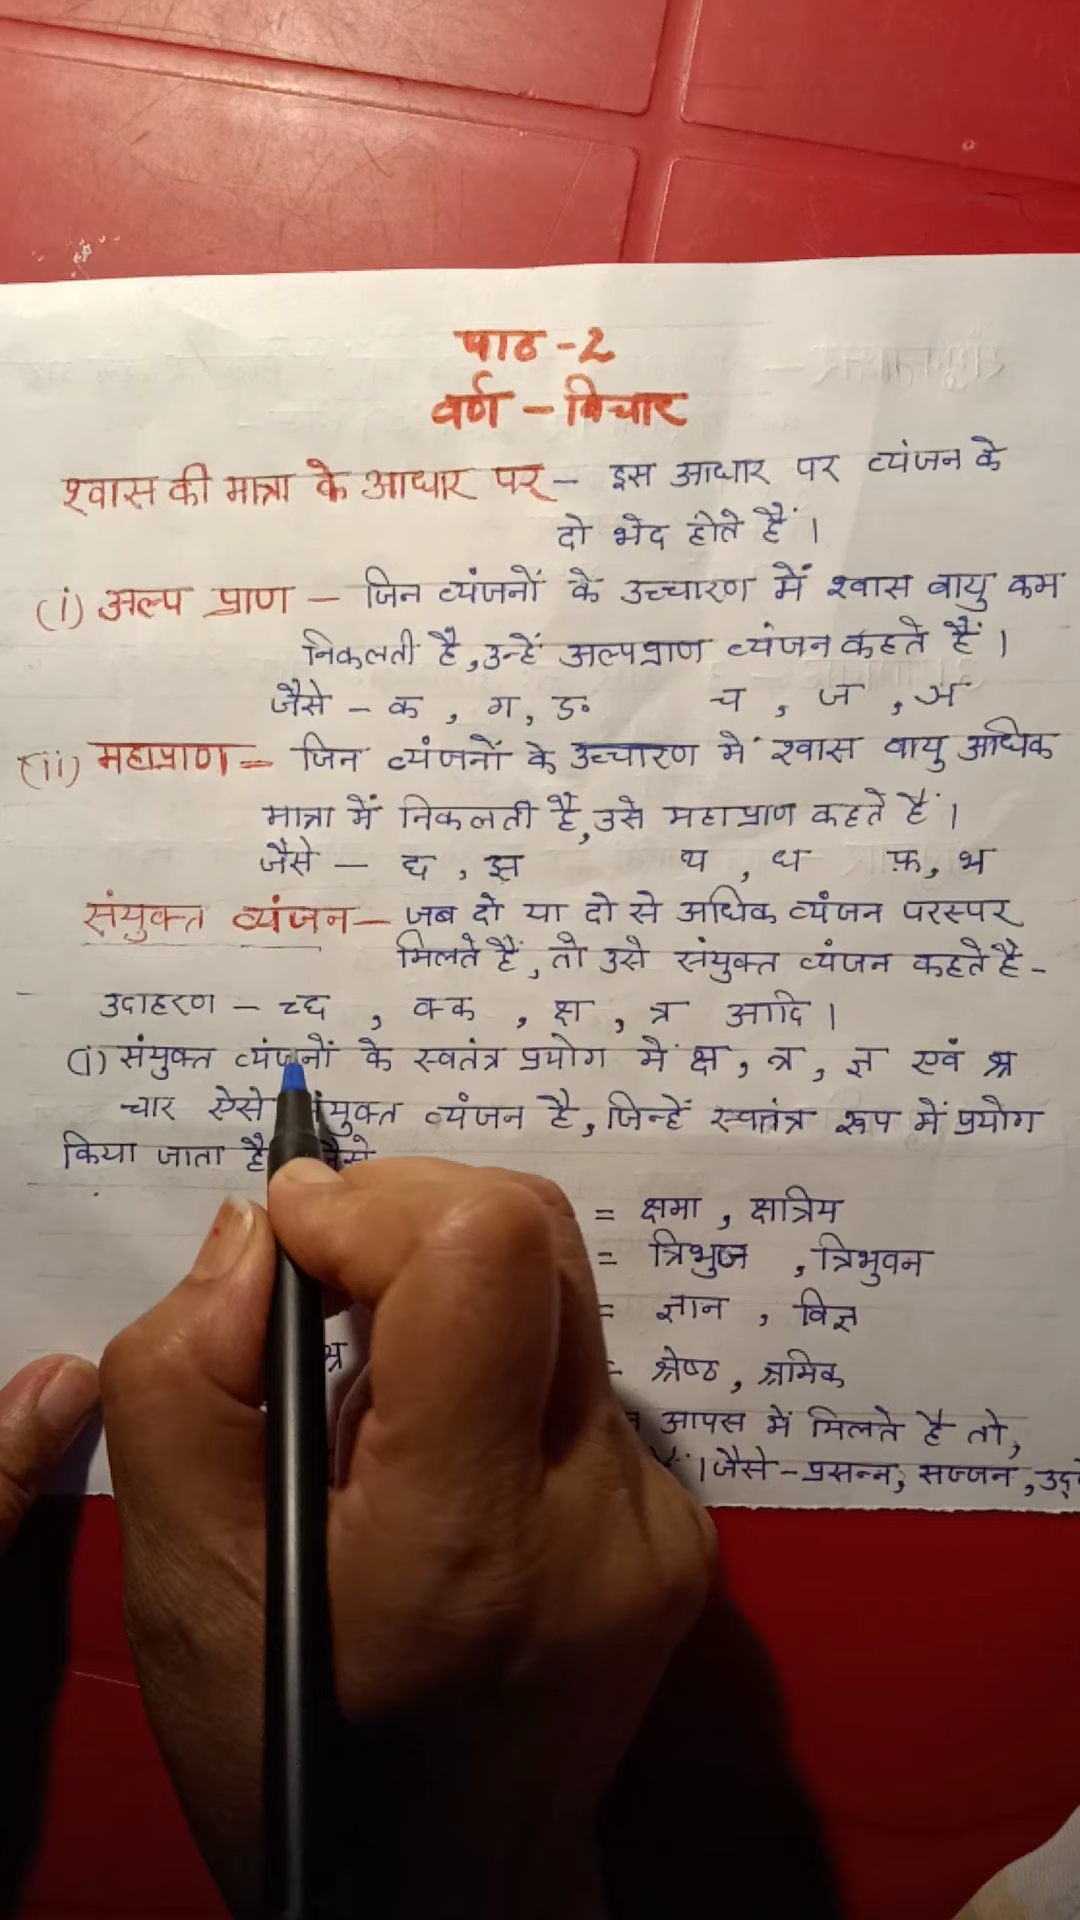 पाठ -2
वर्ण - विचार
श्वास की मात्रा के आधार पर - इस आधार पर व्यंजन के
दो भेद होते हैं ।
(i) अल्प प्राण - जिन व्यंजनों के उच्चारण में श्वास वायु कम
निकलती है, उन्हें अल्पप्राण व्यंजन कहते हैं ।
जैसे - क , ग, ङ च , ज , ञ
(ii) महाप्राण - जिन व्यंजनों के उच्चारण में श्वास वायु अधिक
मात्रा में निकलती है, उसे महाप्राण कहते हैं ।
जैसे - छ , झ थ , ध फ़, भ
संयुक्त व्यंजन - जब दो या दो से अधिक व्यंजन परस्पर
मिलते हैं, तो उसे संयुक्त व्यंजन कहते है -
उदाहरण - च्छ , क्क , क्ष , त्र आदि ।
(i) संयुक्त व्यंजनों के स्वतंत्र प्रयोग में क्ष , त्र , ज्ञ एवं श्र
चार ऐसे संयुक्त व्यंजन है, जिन्हें स्वतंत्र रूप में प्रयोग
किया जाता है जैसे
= क्षमा , क्षत्रिय
= त्रिभुज , त्रिभुवन
= ज्ञान , विज्ञ
श्र = श्रेष्ठ , श्रमिक
आपस में मिलते है तो,
हैं । जैसे - प्रसन्न, सज्जन ,